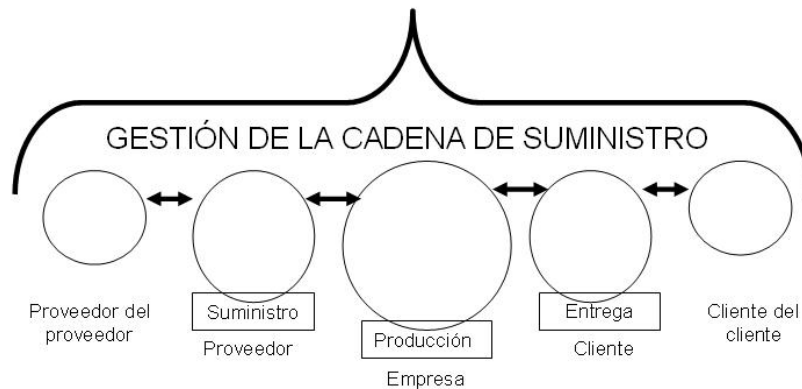 GESTIÓN DE LA CADENA DE SUMINISTRO
Proveedor del
proveedor
Suministro
Proveedor
Producción
Empresa
Entrega
Cliente
Cliente del
cliente